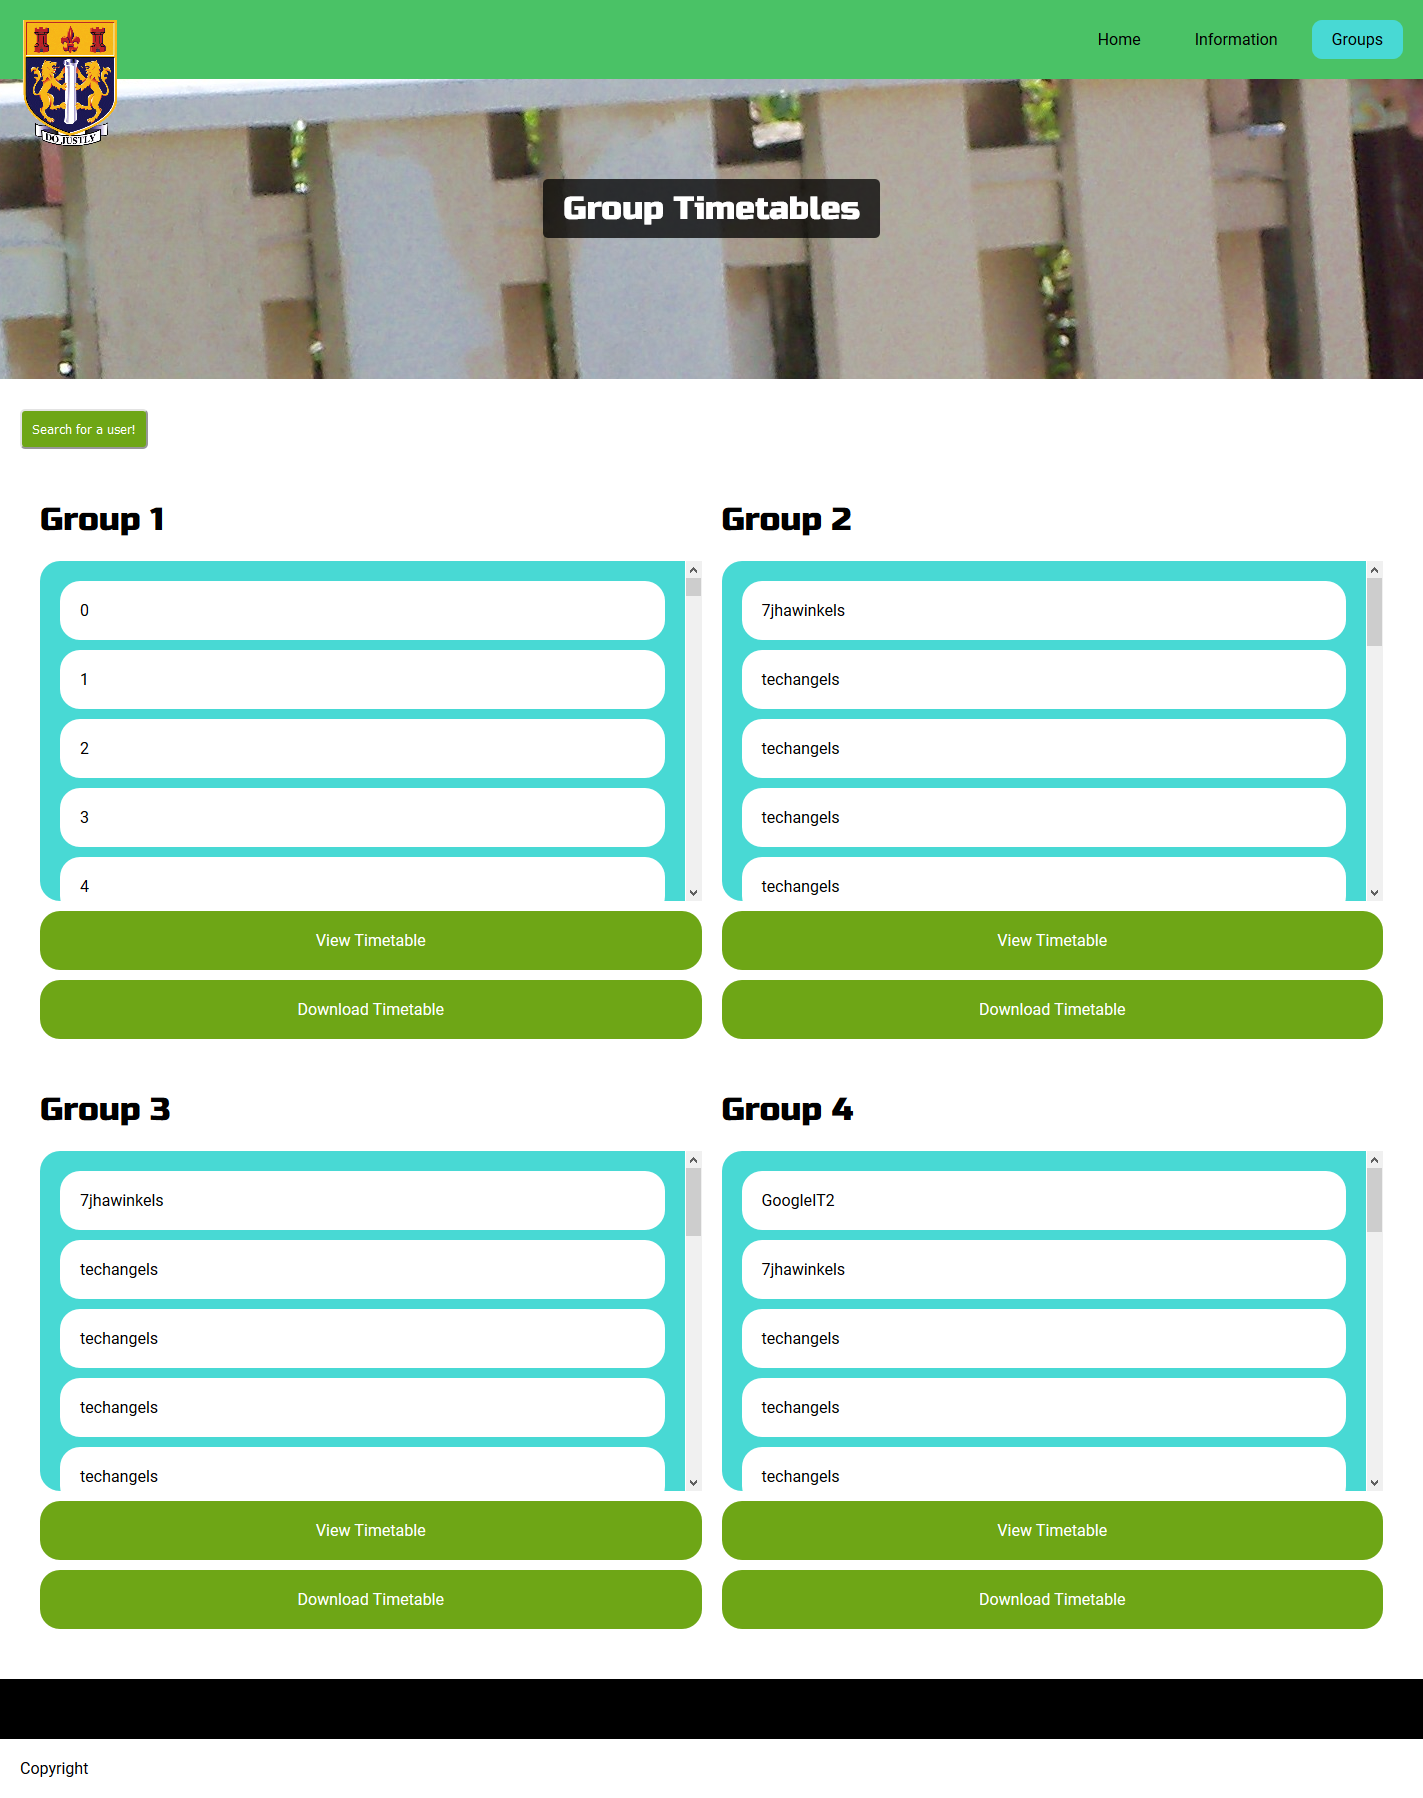 Home Information Groups
DO JUSTLY
Group Timetables
Search for a user!
Group 1
0
1
2
3
4
View Timetable
Download Timetable
Group 2
7jhawinkels
techangels
techangels
techangels
techangels
View Timetable
Download Timetable
Group 3
7jhawinkels
techangels
techangels
techangels
techangels
View Timetable
Download Timetable
Group 4
GoogleIT2
7jhawinkels
techangels
techangels
techangels
View Timetable
Download Timetable
Copyright